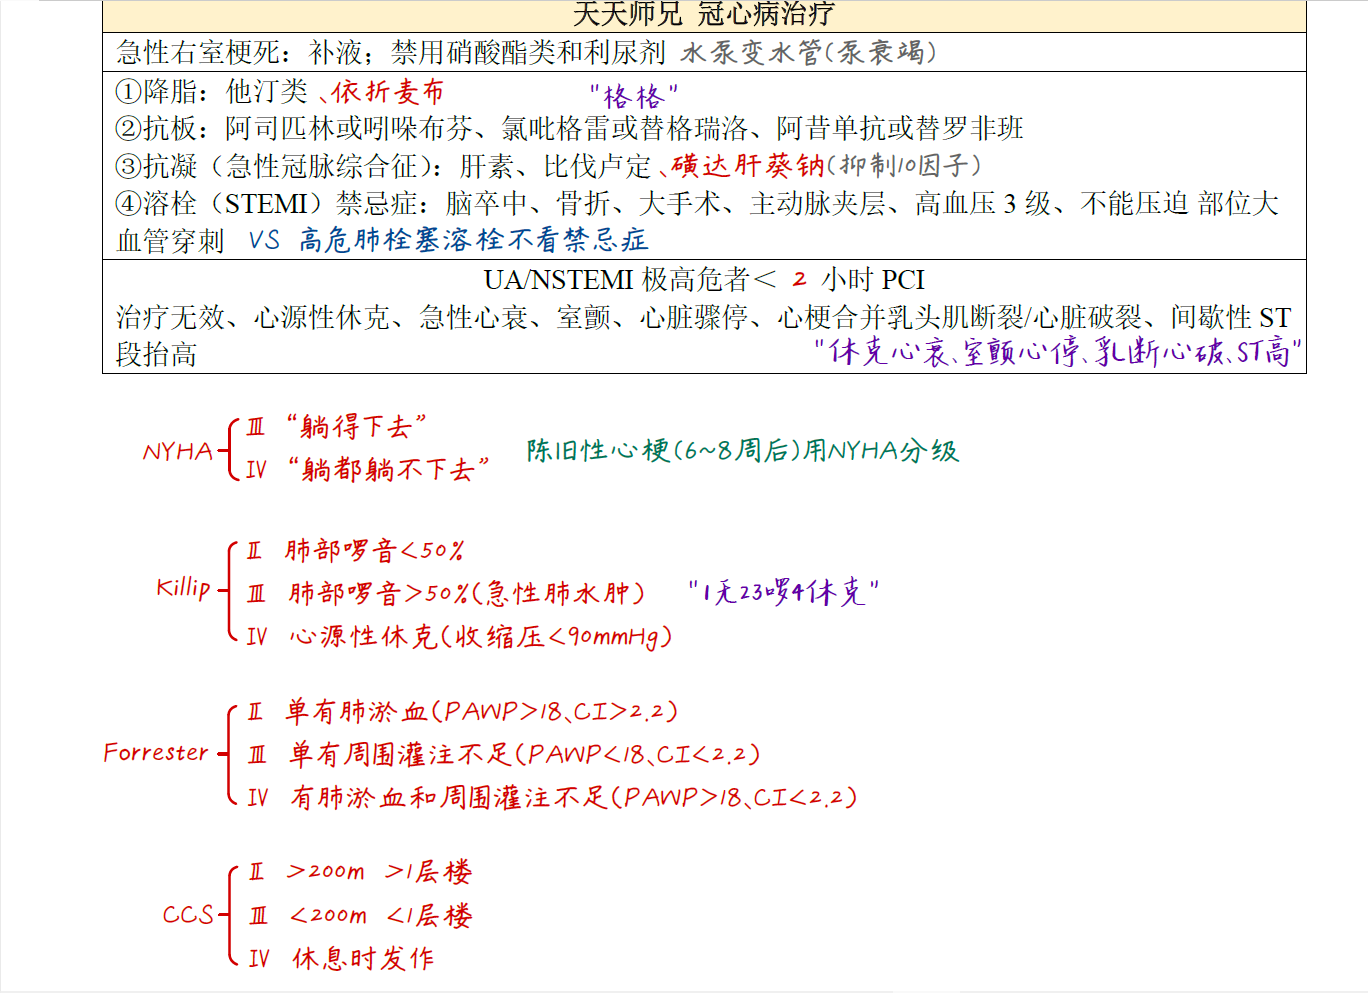 天天师兄 冠心病治疗
急性右室梗死：补液；禁用硝酸酯类和利尿剂 水泵变水管(泵衰竭)
①降脂：他汀类、依折麦布 "格格"
②抗板：阿司匹林或吲哚布芬、氯吡格雷或替格瑞洛、阿昔单抗或替罗非班
③抗凝（急性冠脉综合征）：肝素、比伐卢定、磺达肝葵钠(抑制10因子)
④溶栓（STEMI）禁忌症：脑卒中、骨折、大手术、主动脉夹层、高血压 3 级、不能压迫 部位大
血管穿刺 VS 高危肺栓塞溶栓不看禁忌症
UA/NSTEMI 极高危者＜ 2 小时 PCI
治疗无效、心源性休克、急性心衰、室颤、心脏骤停、心梗合并乳头肌断裂/心脏破裂、间歇性 ST
段抬高 "休克心衰、室颤心停、乳断心破、ST高"
Ⅲ “躺得下去”
NYHA 陈旧性心梗(6~8周后)用NYHA分级
Ⅳ “躺都躺不下去”
Ⅱ 肺部啰音<50%
Killip Ⅲ 肺部啰音>50%(急性肺水肿) "1无23啰4休克"
Ⅳ 心源性休克(收缩压<90mmHg)
Ⅱ 单有肺淤血(PAWP>18、CI>2.2)
Forrester Ⅲ 单有周围灌注不足(PAWP<18、CI<2.2)
Ⅳ 有肺淤血和周围灌注不足(PAWP>18、CI<2.2)
Ⅱ >200m >1层楼
CCS Ⅲ <200m <1层楼
Ⅳ 休息时发作